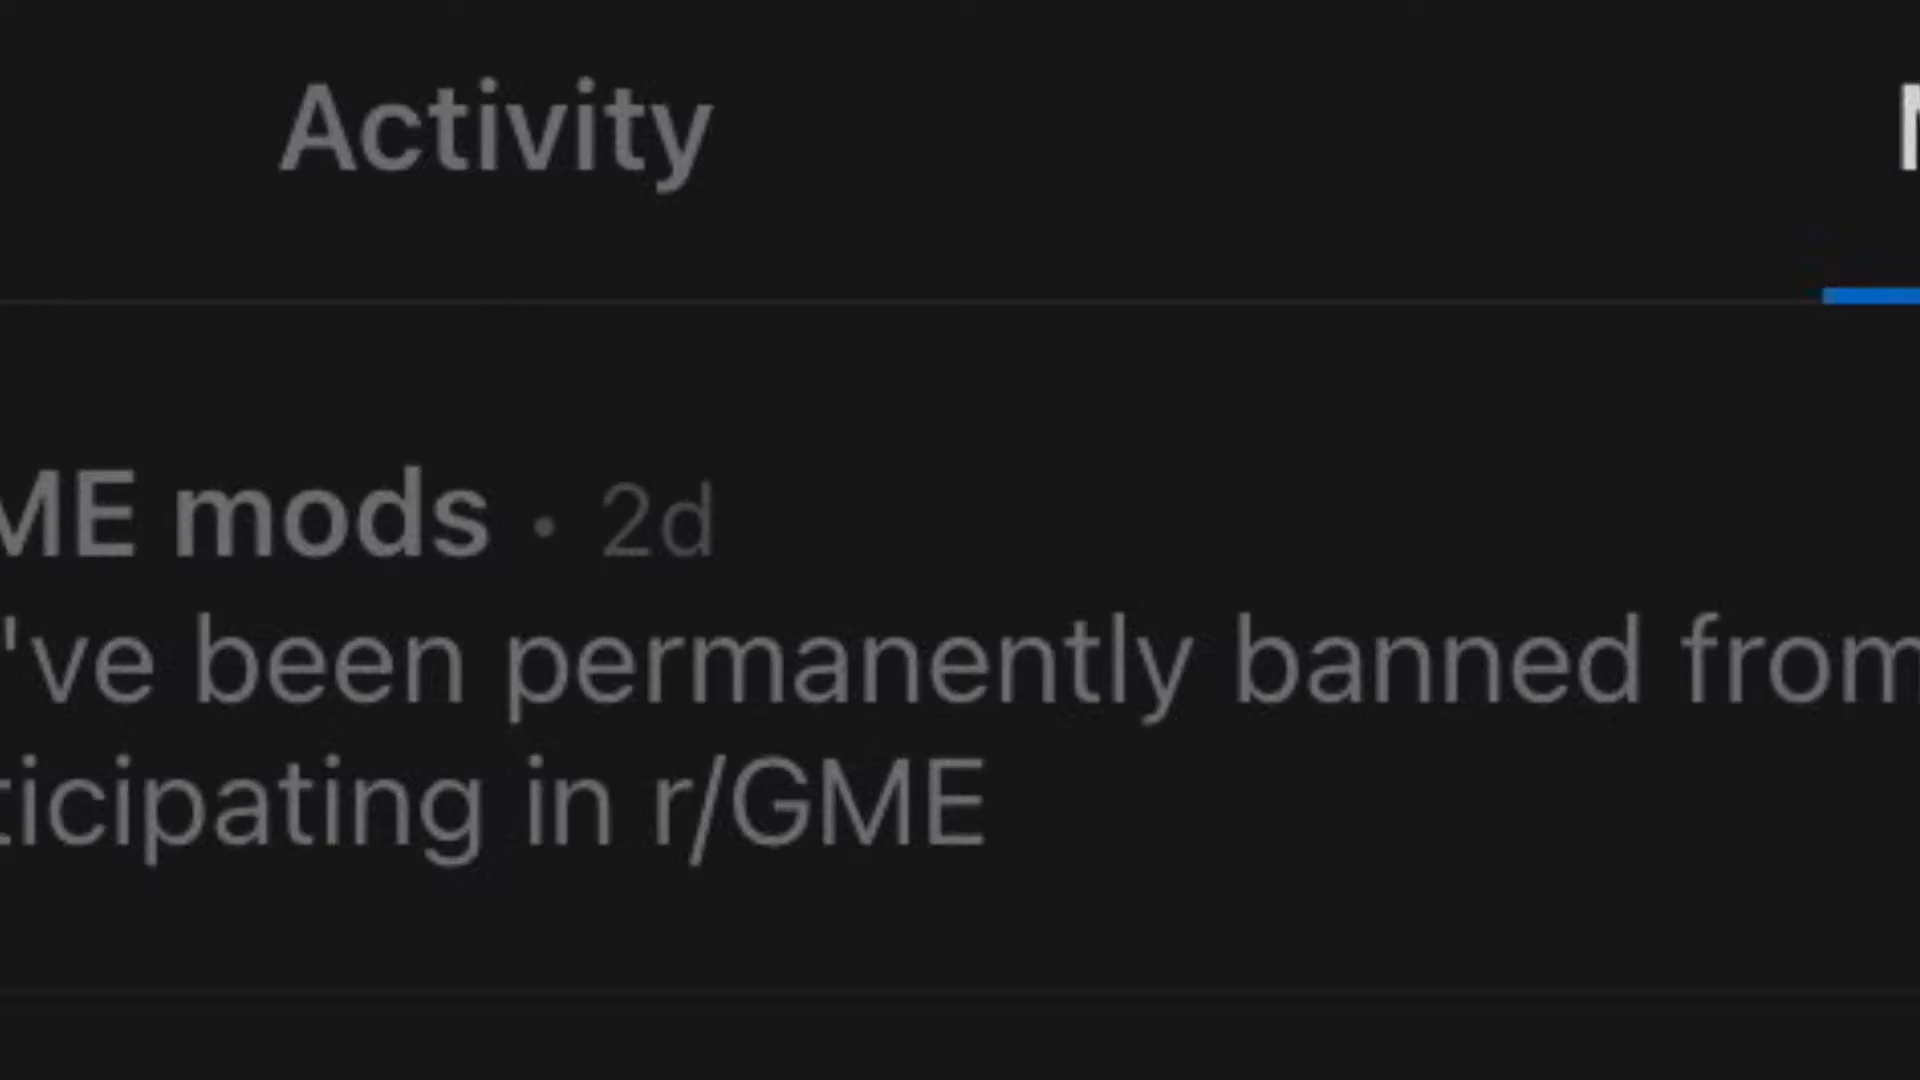 Activity
ME mods • 2d
've been permanently banned from
ticipating in r/GME